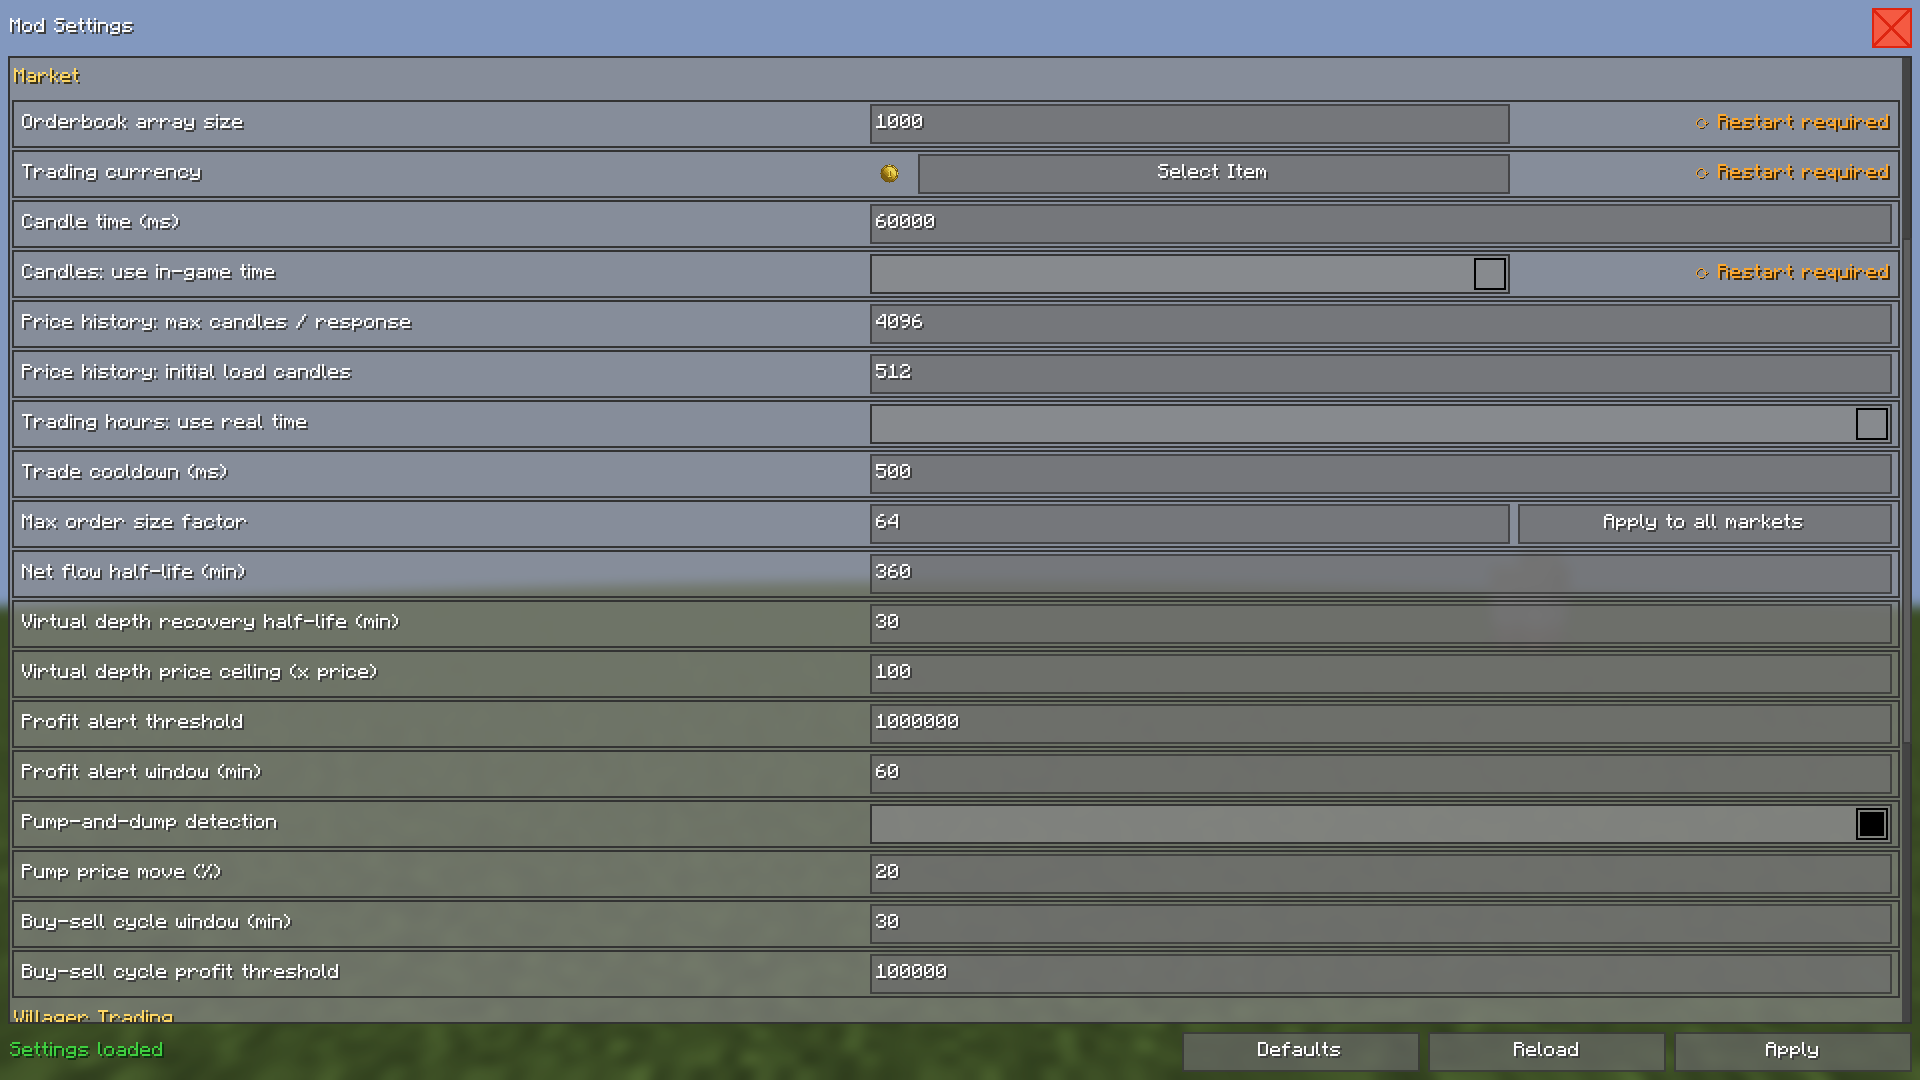 Mod Settings
Market
Orderbook array size 1000 Restart required
Trading currency Select Item Restart required
Candle time (ms) 60000
Candles: use in-game time Restart required
Price history: max candles / response 4096
Price history: initial load candles 512
Trading hours: use real time
Trade cooldown (ms) 500
Max order size factor 64 Apply to all markets
Net flow half-life (min) 360
Virtual depth recovery half-life (min) 30
Virtual depth price ceiling (x price) 100
Profit alert threshold 1000000
Profit alert window (min) 60
Pump-and-dump detection
Pump price move (%) 20
Buy-sell cycle window (min) 30
Buy-sell cycle profit threshold 100000
Villager Trading
Settings loaded Defaults Reload Apply